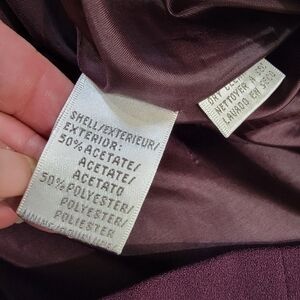 SHELL/EXTERIEUR/
EXTERIOR:
50% ACETATE/
ACETATE/
ACETATO
50% POLYESTER/
POLYESTER/
POLIESTER
DRY CLEAN
NETTOYER A SEC
LAVADO EN SECO